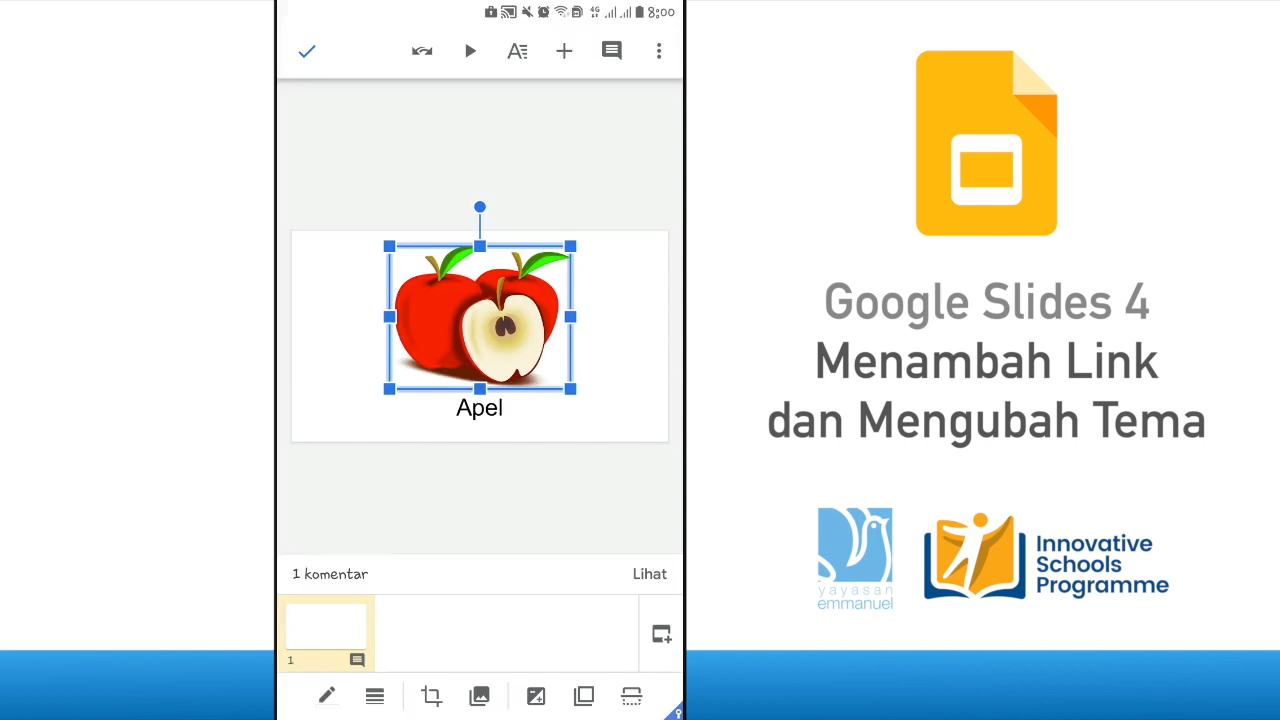 4G 8:00
Apel
1 komentar
Lihat
1
Google Slides 4
Menambah Link
dan Mengubah Tema
yayasan
emmanuel
Innovative
Schools
Programme